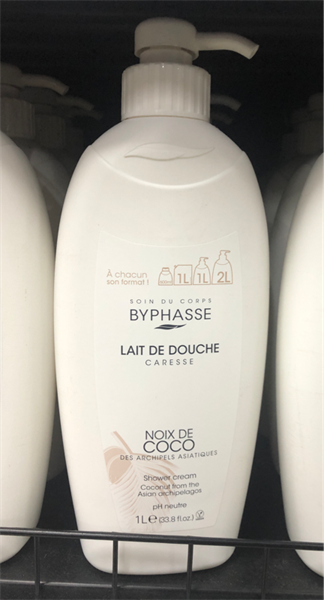 À chacun
son format !
1L 1L 2L
SOIN DU CORPS
BYPHASSE
LAIT DE DOUCHE
CARESSE
NOIX DE
COCO
DES ARCHIPELS ASIATIQUES
Shower cream
Coconut from the
Asian archipelagos
pH neutre
1L e (33.8 fl.oz.)